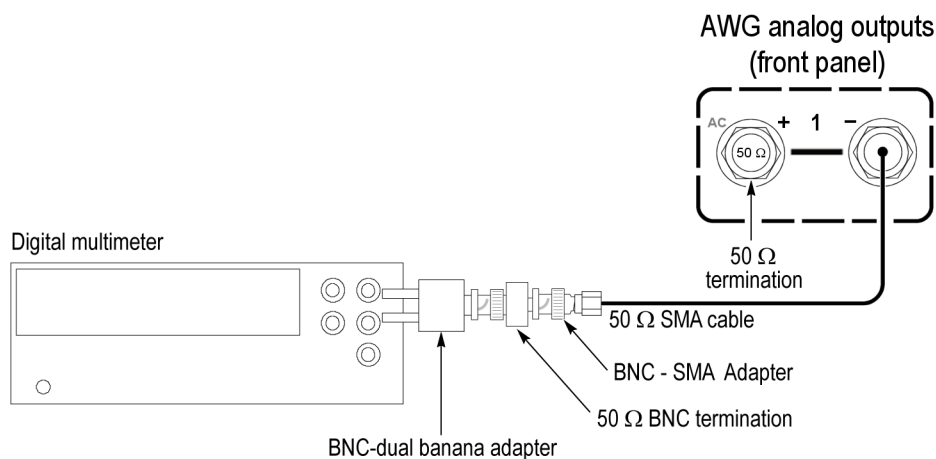 AWG analog outputs
(front panel)
AC + 1 −
50 Ω
50 Ω
termination
Digital multimeter
50 Ω SMA cable
BNC - SMA Adapter
50 Ω BNC termination
BNC-dual banana adapter